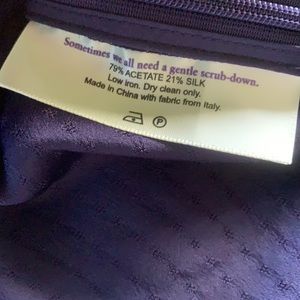 Sometimes we all need a gentle scrub-down.
79% ACETATE 21% SILK
Low iron. Dry clean only.
Made in China with fabric from Italy.
P